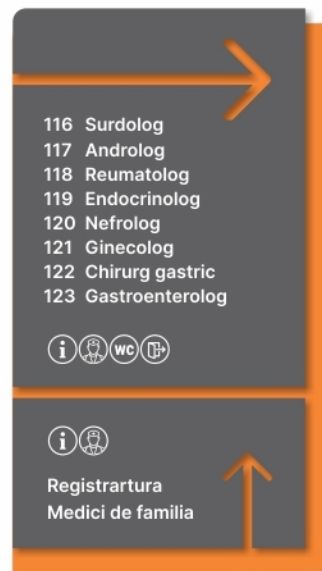 116 Surdolog
117 Androlog
118 Reumatolog
119 Endocrinolog
120 Nefrolog
121 Ginecolog
122 Chirurg gastric
123 Gastroenterolog
i WC
i
Registrartura
Medici de familia